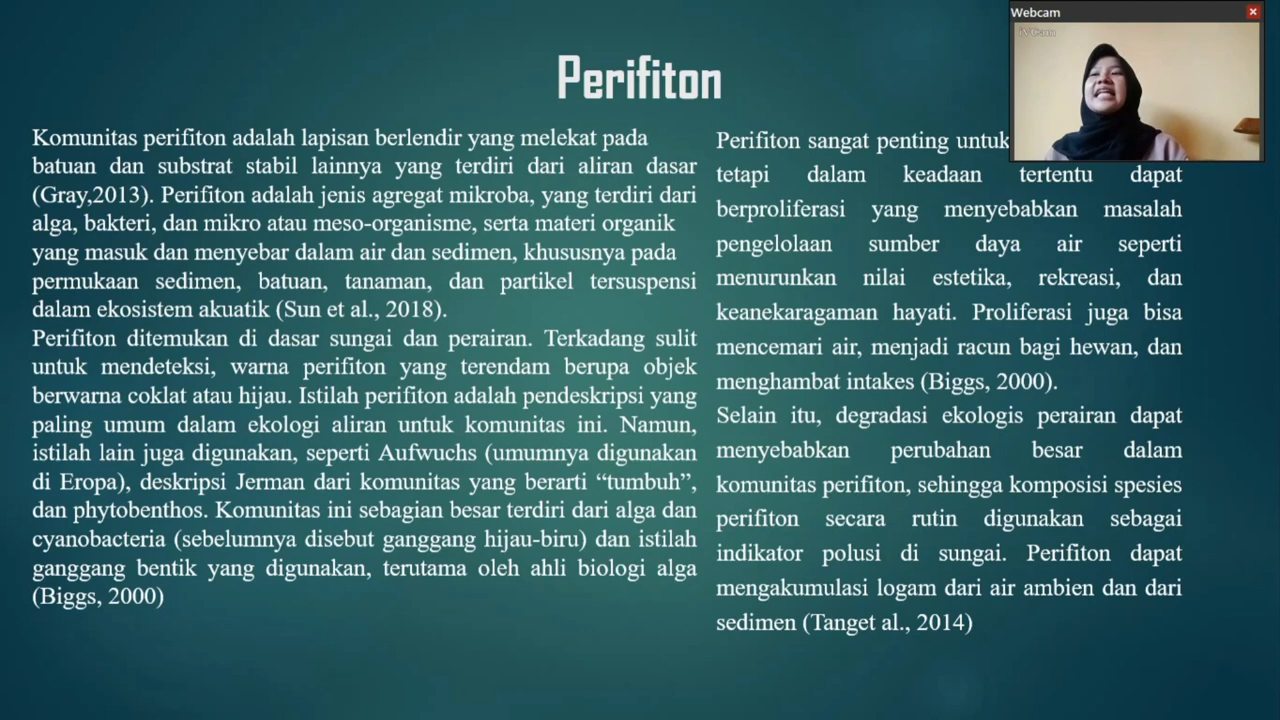 Webcam
iVCam
Perifiton
Komunitas perifiton adalah lapisan berlendir yang melekat pada
batuan dan substrat stabil lainnya yang terdiri dari aliran dasar
(Gray,2013). Perifiton adalah jenis agregat mikroba, yang terdiri dari
alga, bakteri, dan mikro atau meso-organisme, serta materi organik
yang masuk dan menyebar dalam air dan sedimen, khususnya pada
permukaan sedimen, batuan, tanaman, dan partikel tersuspensi
dalam ekosistem akuatik (Sun et al., 2018).
Perifiton ditemukan di dasar sungai dan perairan. Terkadang sulit
untuk mendeteksi, warna perifiton yang terendam berupa objek
berwarna coklat atau hijau. Istilah perifiton adalah pendeskripsi yang
paling umum dalam ekologi aliran untuk komunitas ini. Namun,
istilah lain juga digunakan, seperti Aufwuchs (umumnya digunakan
di Eropa), deskripsi Jerman dari komunitas yang berarti “tumbuh”,
dan phytobenthos. Komunitas ini sebagian besar terdiri dari alga dan
cyanobacteria (sebelumnya disebut ganggang hijau-biru) dan istilah
ganggang bentik yang digunakan, terutama oleh ahli biologi alga
(Biggs, 2000)
Perifiton sangat penting untuk
tetapi dalam keadaan tertentu dapat
berproliferasi yang menyebabkan masalah
pengelolaan sumber daya air seperti
menurunkan nilai estetika, rekreasi, dan
keanekaragaman hayati. Proliferasi juga bisa
mencemari air, menjadi racun bagi hewan, dan
menghambat intakes (Biggs, 2000).
Selain itu, degradasi ekologis perairan dapat
menyebabkan perubahan besar dalam
komunitas perifiton, sehingga komposisi spesies
perifiton secara rutin digunakan sebagai
indikator polusi di sungai. Perifiton dapat
mengakumulasi logam dari air ambien dan dari
sedimen (Tanget al., 2014)